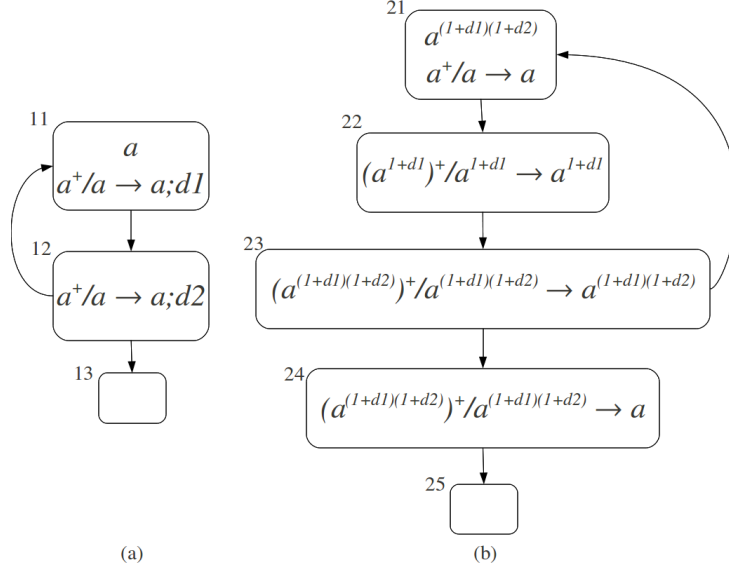 11
a
a⁺/a → a;d1
12
a⁺/a → a;d2
13
(a)
21
a^(1+d1)(1+d2)
a⁺/a → a
22
(a^1+d1)⁺/a^1+d1 → a^1+d1
23
(a^(1+d1)(1+d2))⁺/a^(1+d1)(1+d2) → a^(1+d1)(1+d2)
24
(a^(1+d1)(1+d2))⁺/a^(1+d1)(1+d2) → a
25
(b)